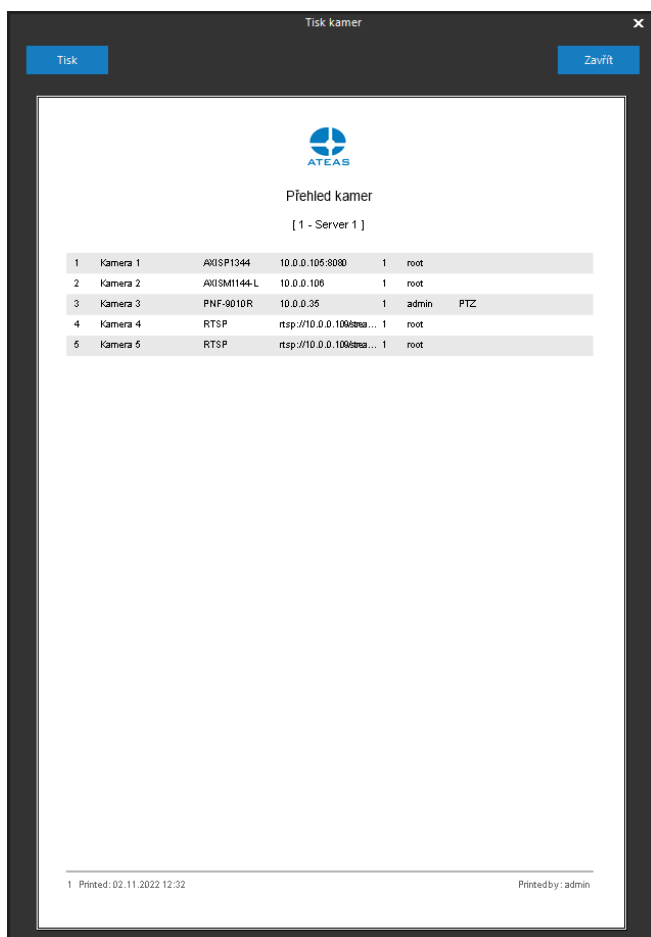 Tisk kamer
Tisk
Zavřít
ATEAS
Přehled kamer
[ 1 - Server 1 ]
1 Kamera 1 AXISP1344 10.0.0.105:8080 1 root
2 Kamera 2 AXISM1144-L 10.0.0.106 1 root
3 Kamera 3 PNF-9010R 10.0.0.35 1 admin PTZ
4 Kamera 4 RTSP rtsp://10.0.0.109/strea... 1 root
5 Kamera 5 RTSP rtsp://10.0.0.109/strea... 1 root
1 Printed: 02.11.2022 12:32
Printed by : admin